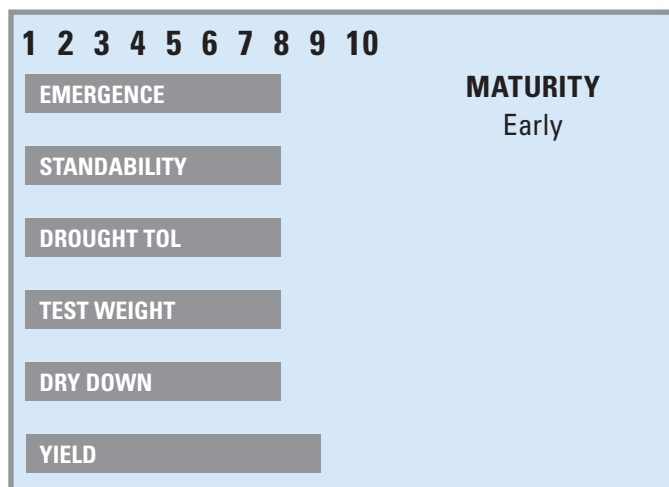 1 2 3 4 5 6 7 8 9 10
EMERGENCE
MATURITY
Early
STANDABILITY
DROUGHT TOL
TEST WEIGHT
DRY DOWN
YIELD